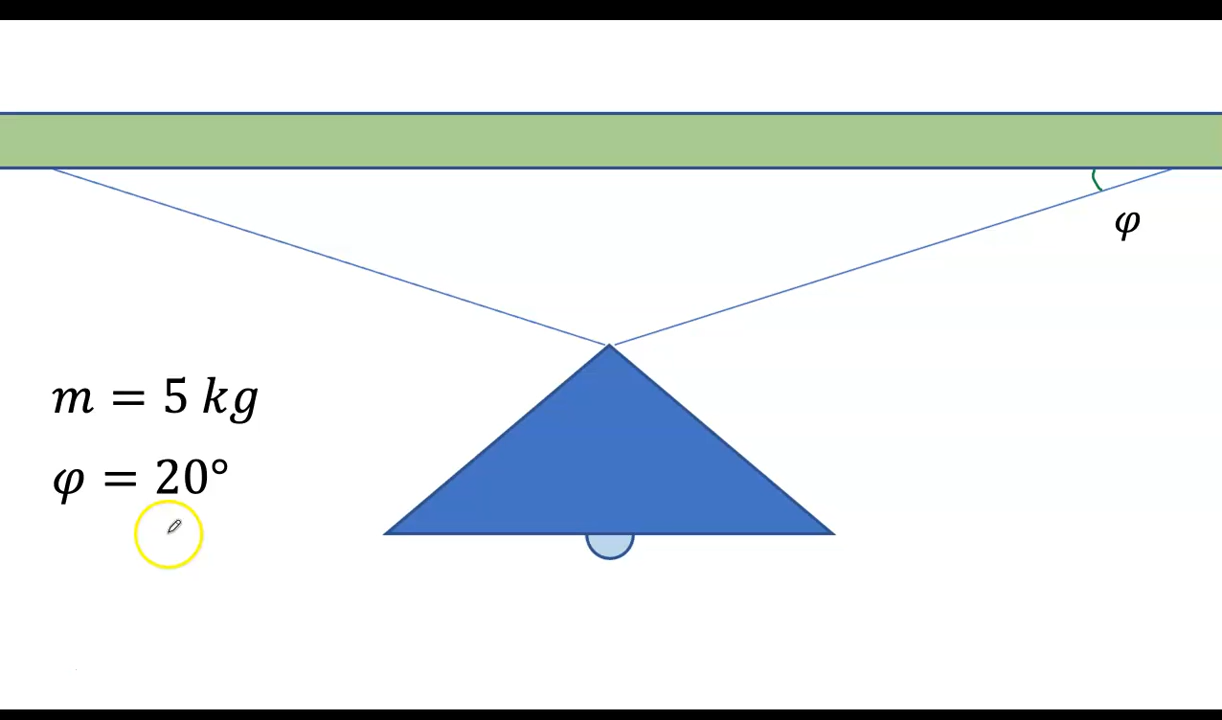 φ
m = 5 kg
φ = 20°